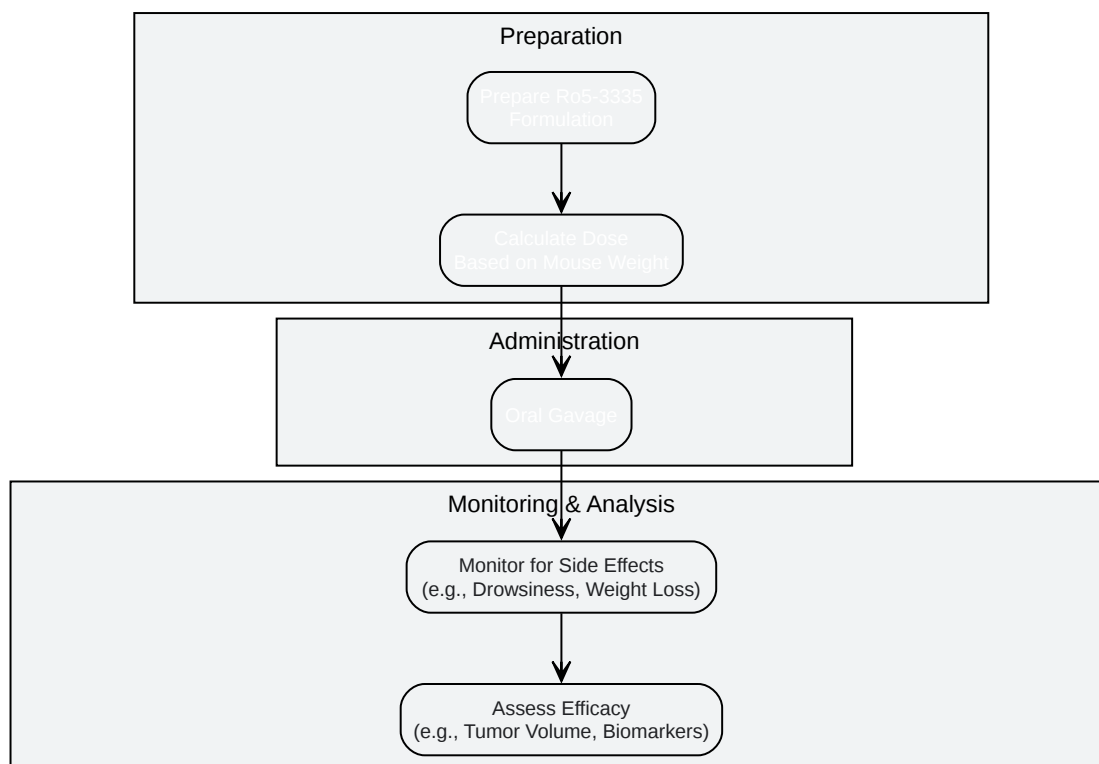 Preparation
Prepare Ro5-3335
Formulation
Calculate Dose
Based on Mouse Weight
Administration
Oral Gavage
Monitoring & Analysis
Monitor for Side Effects
(e.g., Drowsiness, Weight Loss)
Assess Efficacy
(e.g., Tumor Volume, Biomarkers)